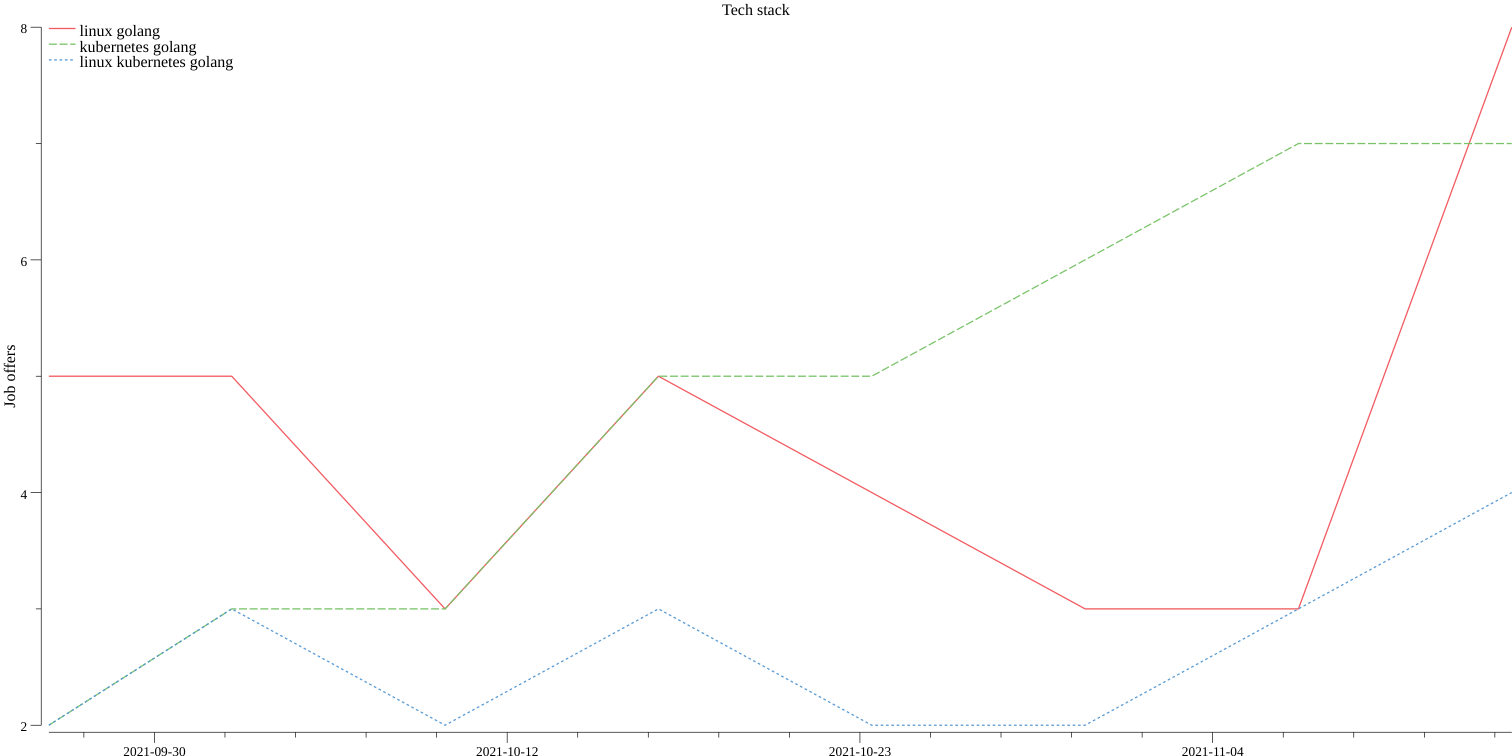 Tech stack
8
linux golang
kubernetes golang
linux kubernetes golang
6
Job offers
4
2
2021-09-30
2021-10-12
2021-10-23
2021-11-04